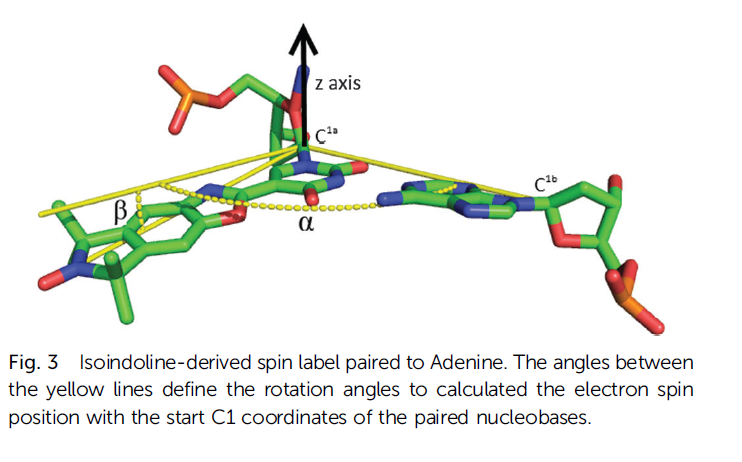 z axis
C1a
C1b
β
α
Fig. 3 Isoindoline-derived spin label paired to Adenine. The angles between
the yellow lines define the rotation angles to calculated the electron spin
position with the start C1 coordinates of the paired nucleobases.